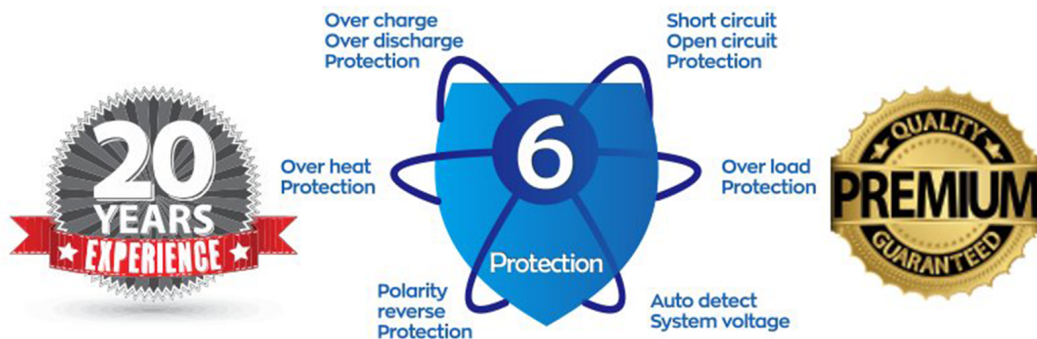 20
YEARS
EXPERIENCE
Over charge
Over discharge
Protection
Short circuit
Open circuit
Protection
Over heat
Protection
6
Over load
Protection
Protection
Polarity
reverse
Protection
Auto detect
System voltage
QUALITY
PREMIUM
GUARANTEED